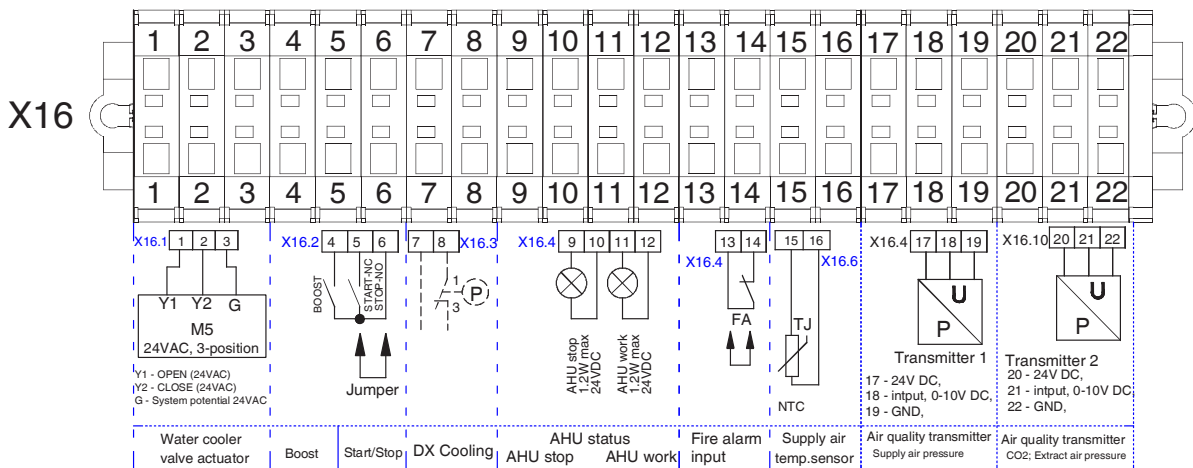 1 2 3 4 5 6 7 8 9 10 11 12 13 14 15 16 17 18 19 20 21 22
X16
1 2 3 4 5 6 7 8 9 10 11 12 13 14 15 16 17 18 19 20 21 22
X16.1 1 2 3
Y1 Y2 G
M5
24VAC, 3-position
Y1 - OPEN (24VAC)
Y2 - CLOSE (24VAC)
G - System potential 24VAC
X16.2 4 5 6
BOOST
START-NC
STOP-NO
Jumper
7 8 X16.3
1
P
3
X16.4 9 10 11 12
AHU stop
1.2W max
24VDC
AHU work
1.2W max
24VDC
13 14
X16.4
FA
15 16
X16.6
TJ
NTC
X16.4 17 18 19
U
P
Transmitter 1
17 - 24V DC,
18 - intput, 0-10V DC,
19 - GND,
X16.10 20 21 22
U
P
Transmitter 2
20 - 24V DC,
21 - intput, 0-10V DC
22 - GND,
Water cooler
valve actuator
Boost
Start/Stop
DX Cooling
AHU status
AHU stop AHU work
Fire alarm
input
Supply air
temp.sensor
Air quality transmitter
Supply air pressure
Air quality transmitter
CO2; Extract air pressure